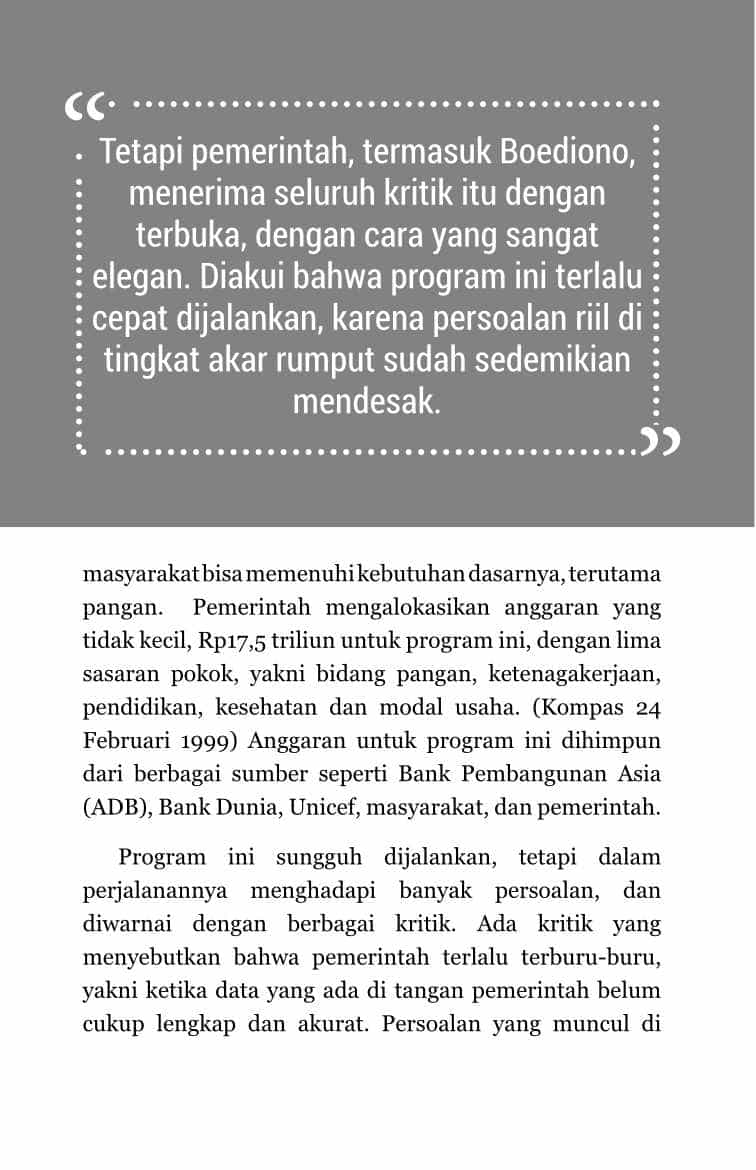 “
Tetapi pemerintah, termasuk Boediono,
menerima seluruh kritik itu dengan
terbuka, dengan cara yang sangat
elegan. Diakui bahwa program ini terlalu
cepat dijalankan, karena persoalan riil di
tingkat akar rumput sudah sedemikian
mendesak.
”
masyarakat bisa memenuhi kebutuhan dasarnya, terutama
pangan. Pemerintah mengalokasikan anggaran yang
tidak kecil, Rp17,5 triliun untuk program ini, dengan lima
sasaran pokok, yakni bidang pangan, ketenagakerjaan,
pendidikan, kesehatan dan modal usaha. (Kompas 24
Februari 1999) Anggaran untuk program ini dihimpun
dari berbagai sumber seperti Bank Pembangunan Asia
(ADB), Bank Dunia, Unicef, masyarakat, dan pemerintah.
Program ini sungguh dijalankan, tetapi dalam
perjalanannya menghadapi banyak persoalan, dan
diwarnai dengan berbagai kritik. Ada kritik yang
menyebutkan bahwa pemerintah terlalu terburu-buru,
yakni ketika data yang ada di tangan pemerintah belum
cukup lengkap dan akurat. Persoalan yang muncul di